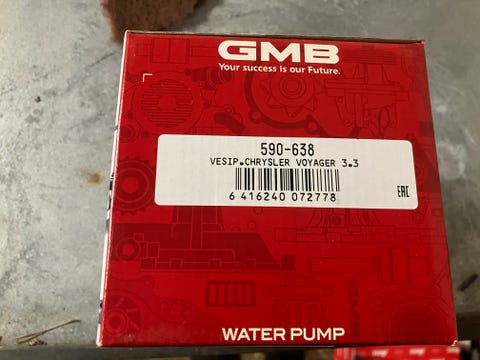 GMB
Your success is our Future.
590-638
VESIP.CHRYSLER VOYAGER 3.3
6 416240 072778
EAC
WATER PUMP